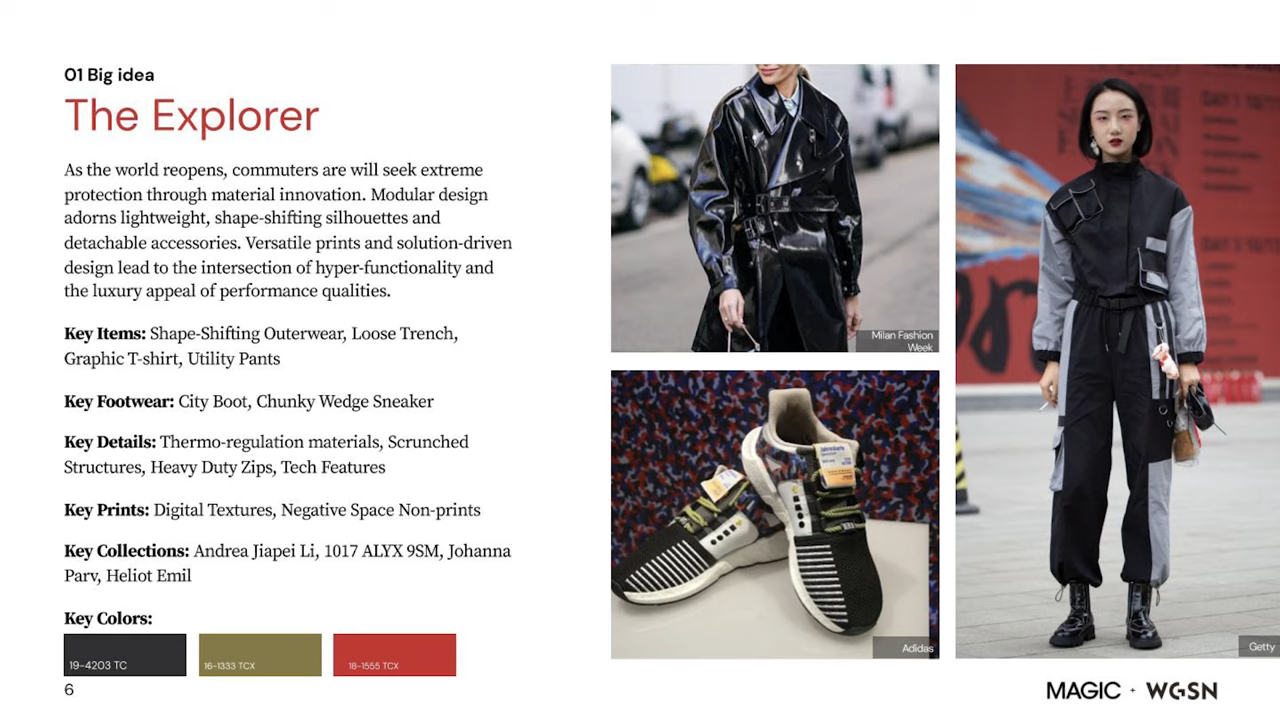 01 Big idea
The Explorer
As the world reopens, commuters are will seek extreme
protection through material innovation. Modular design
adorns lightweight, shape-shifting silhouettes and
detachable accessories. Versatile prints and solution-driven
design lead to the intersection of hyper-functionality and
the luxury appeal of performance qualities.
Key Items: Shape-Shifting Outerwear, Loose Trench,
Graphic T-shirt, Utility Pants
Key Footwear: City Boot, Chunky Wedge Sneaker
Key Details: Thermo-regulation materials, Scrunched
Structures, Heavy Duty Zips, Tech Features
Key Prints: Digital Textures, Negative Space Non-prints
Key Collections: Andrea Jiapei Li, 1017 ALYX 9SM, Johanna
Parv, Heliot Emil
Key Colors:
19-4203 TC
16-1333 TCX
18-1555 TCX
6
Milan Fashion
Week
Adidas
Getty
MAGIC + WGSN